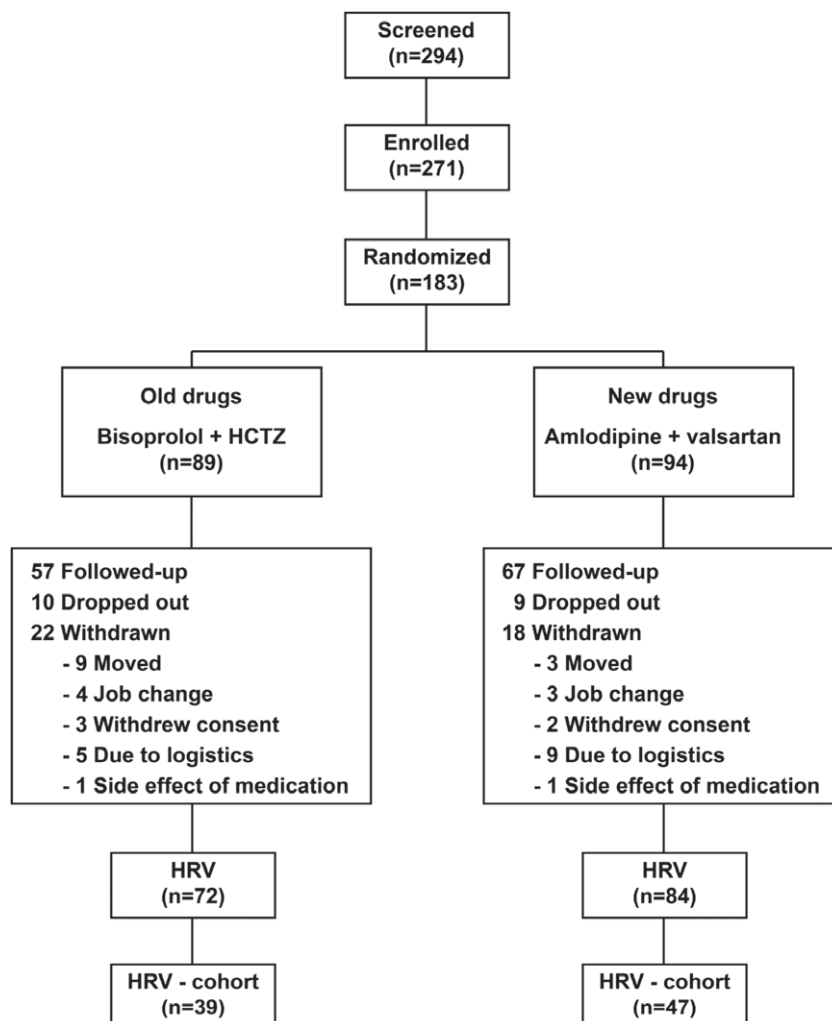 Screened
(n=294)
Enrolled
(n=271)
Randomized
(n=183)
Old drugs
Bisoprolol + HCTZ
(n=89)
New drugs
Amlodipine + valsartan
(n=94)
57 Followed-up
10 Dropped out
22 Withdrawn
- 9 Moved
- 4 Job change
- 3 Withdrew consent
- 5 Due to logistics
- 1 Side effect of medication
67 Followed-up
9 Dropped out
18 Withdrawn
- 3 Moved
- 3 Job change
- 2 Withdrew consent
- 9 Due to logistics
- 1 Side effect of medication
HRV
(n=72)
HRV
(n=84)
HRV - cohort
(n=39)
HRV - cohort
(n=47)